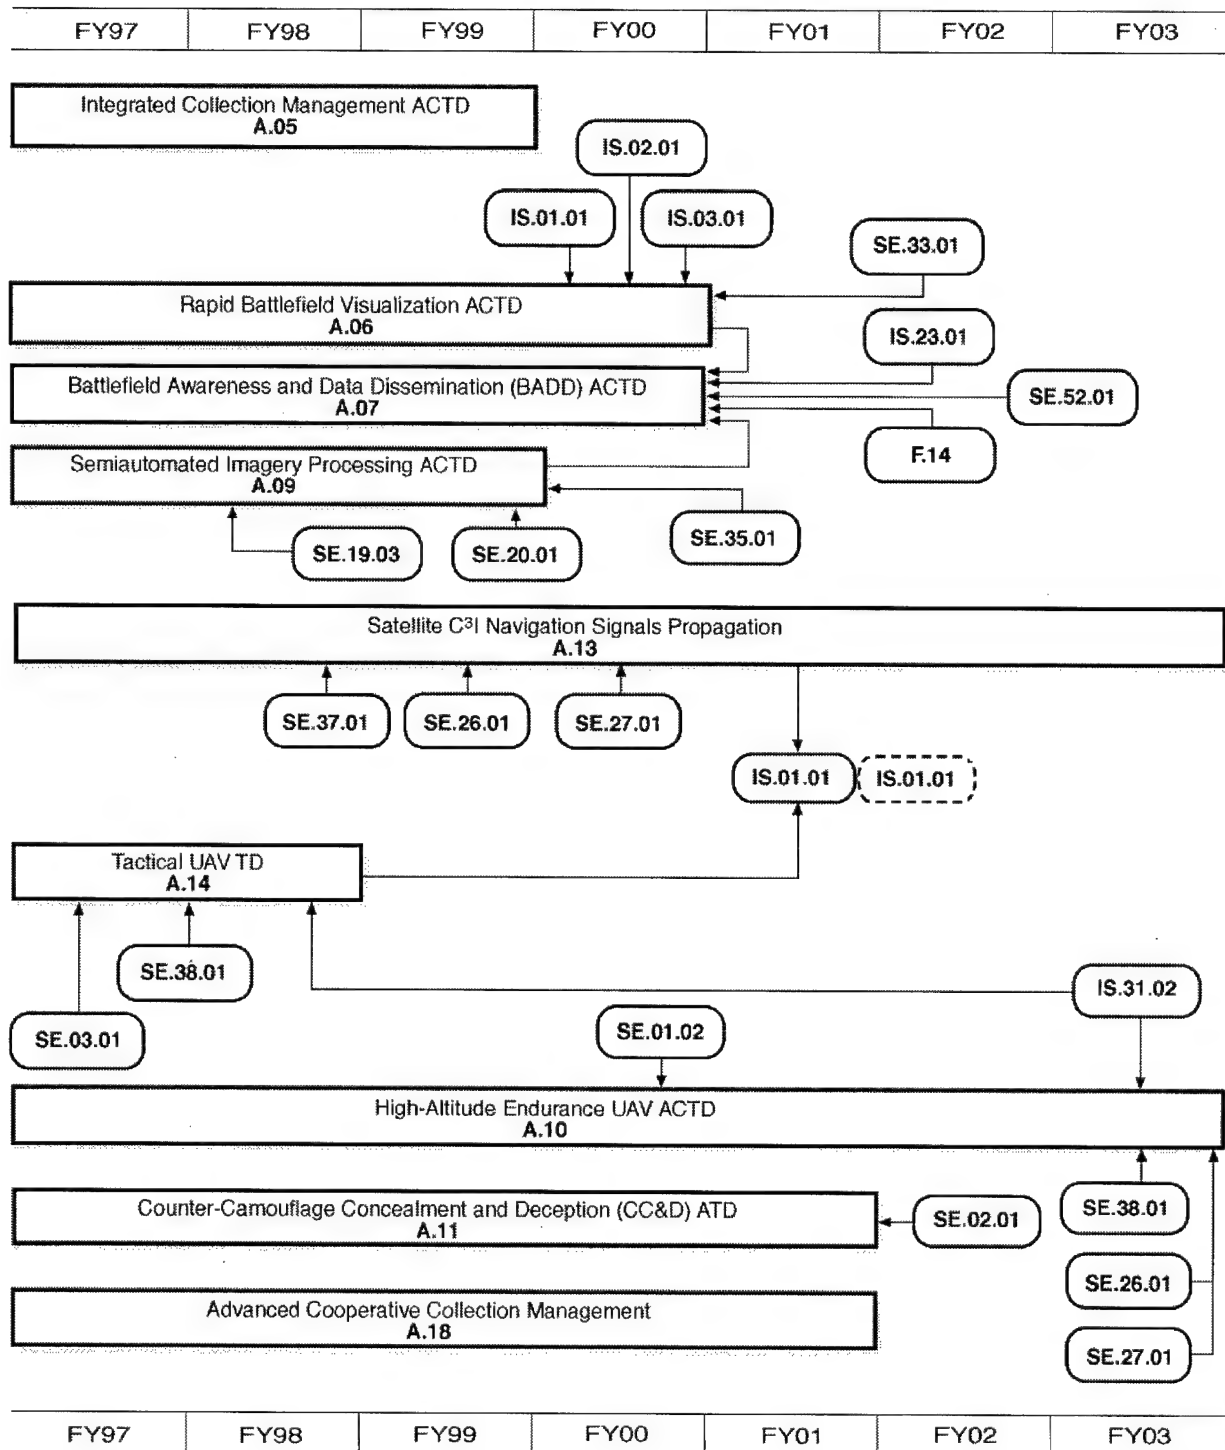 FY97 FY98 FY99 FY00 FY01 FY02 FY03
Integrated Collection Management ACTD
A.05
IS.02.01
IS.01.01 IS.03.01
SE.33.01
Rapid Battlefield Visualization ACTD
A.06
IS.23.01
Battlefield Awareness and Data Dissemination (BADD) ACTD
A.07
SE.52.01
F.14
Semiautomated Imagery Processing ACTD
A.09
SE.35.01
SE.19.03 SE.20.01
Satellite C³I Navigation Signals Propagation
A.13
SE.37.01 SE.26.01 SE.27.01
IS.01.01 IS.01.01
Tactical UAV TD
A.14
SE.38.01
IS.31.02
SE.03.01
SE.01.02
High-Altitude Endurance UAV ACTD
A.10
Counter-Camouflage Concealment and Deception (CC&D) ATD
A.11
SE.02.01
SE.38.01
SE.26.01
Advanced Cooperative Collection Management
A.18
SE.27.01
FY97 FY98 FY99 FY00 FY01 FY02 FY03